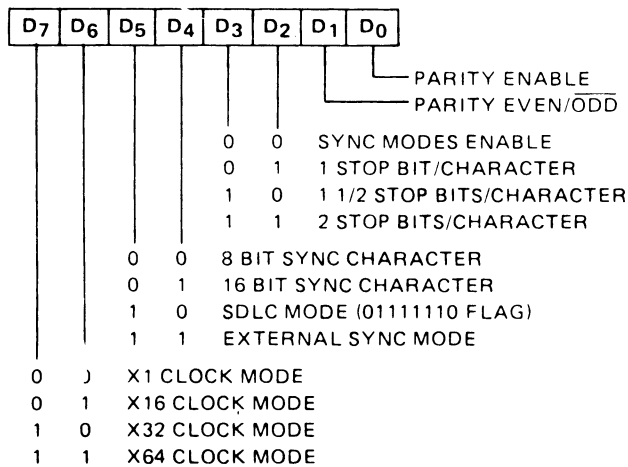 D7 D6 D5 D4 D3 D2 D1 D0
PARITY ENABLE
PARITY EVEN/ODD
0 0 SYNC MODES ENABLE
0 1 1 STOP BIT/CHARACTER
1 0 1 1/2 STOP BITS/CHARACTER
1 1 2 STOP BITS/CHARACTER
0 0 8 BIT SYNC CHARACTER
0 1 16 BIT SYNC CHARACTER
1 0 SDLC MODE (01111110 FLAG)
1 1 EXTERNAL SYNC MODE
0 X1 CLOCK MODE
0 1 X16 CLOCK MODE
1 0 X32 CLOCK MODE
1 1 X64 CLOCK MODE